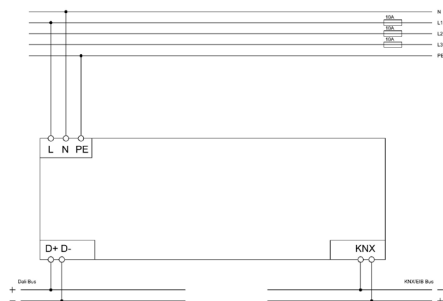 N
10A
L1
10A
L2
10A
L3
PE
L N PE
D+ D-
KNX
Dali Bus
KNX/EIB Bus
+
-
-
+